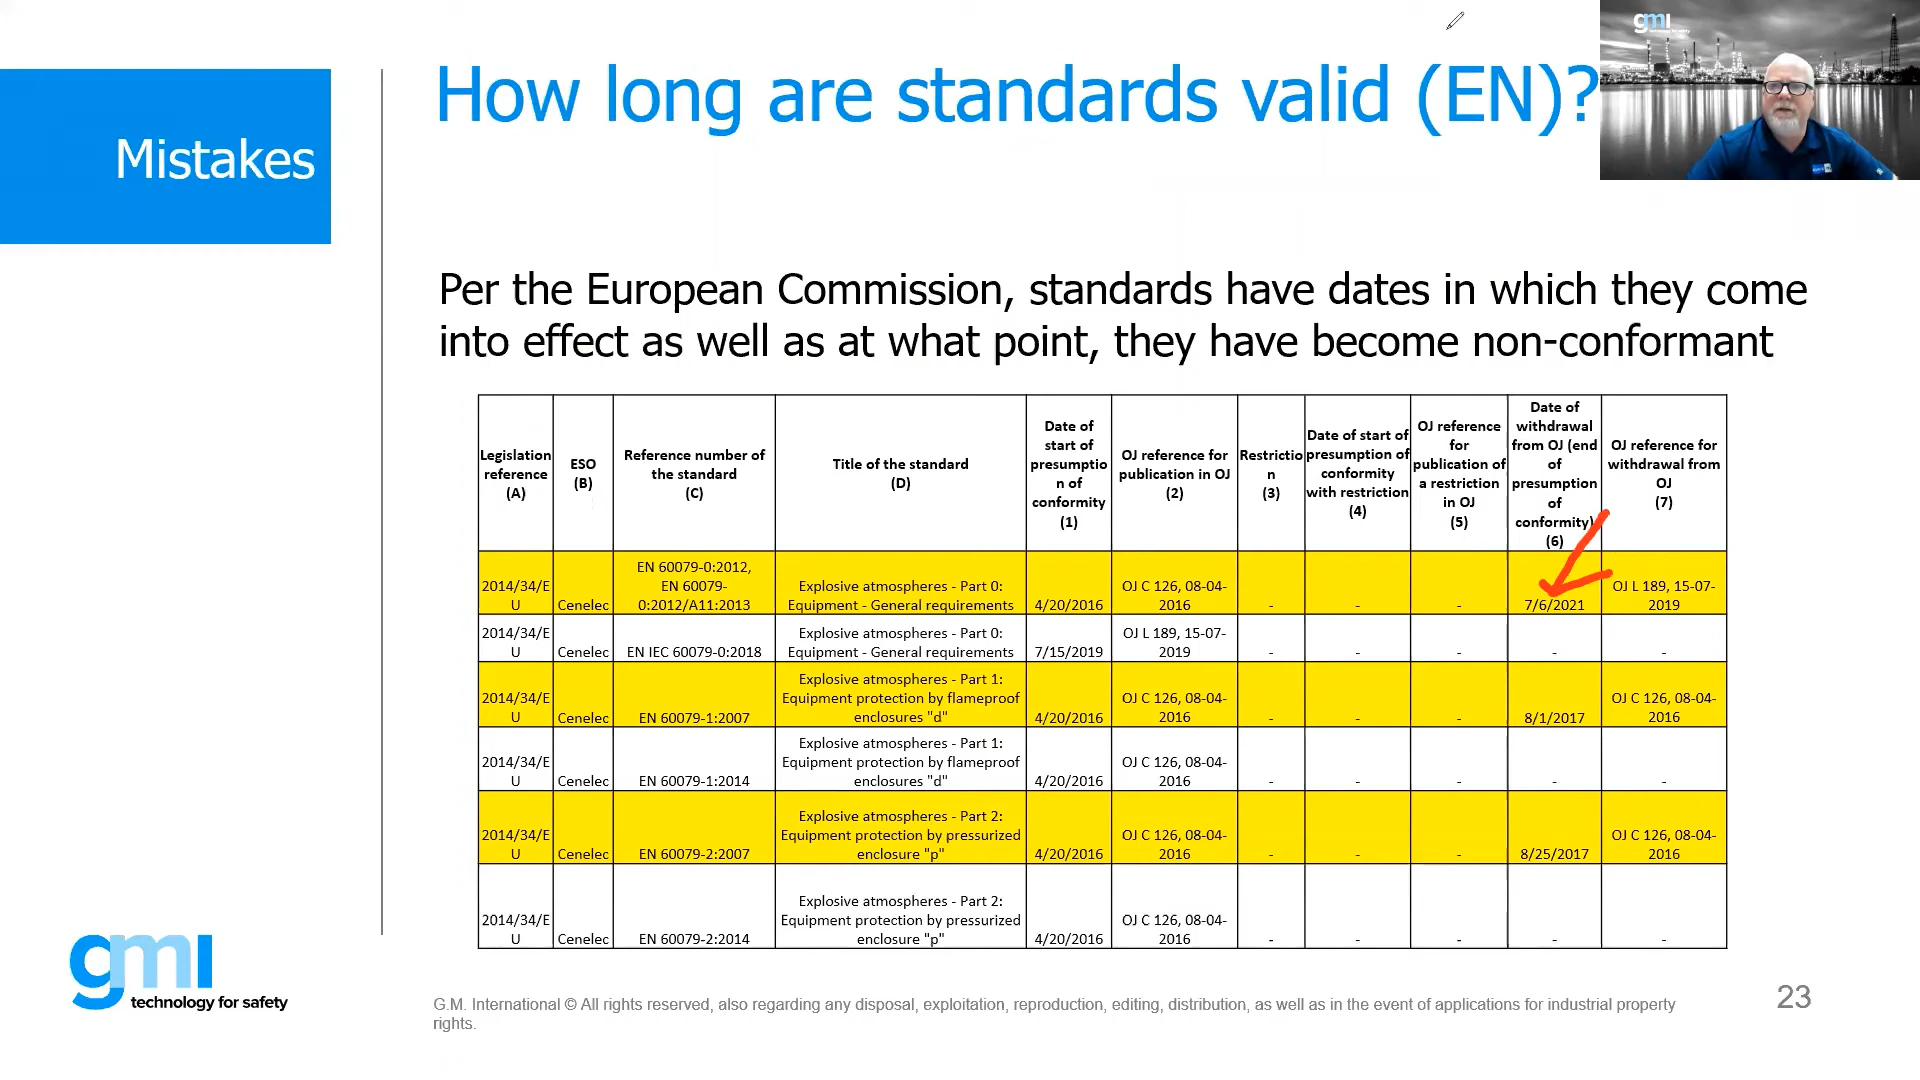 How long are standards valid (EN)?
gmi
Mistakes
Per the European Commission, standards have dates in which they come
into effect as well as at what point, they have become non-conformant
Legislation
reference
(A)
ESO
(B)
Reference number of
the standard
(C)
Title of the standard
(D)
Date of
start of
presumptio
n of
conformity
(1)
OJ reference for
publication in OJ
(2)
Restrictio
n
(3)
Date of start of
presumption of
conformity
with restriction
(4)
OJ reference
for
publication of
a restriction
in OJ
(5)
Date of
withdrawal
from OJ (end
of
presumption
of
conformity)
(6)
OJ reference for
withdrawal from
OJ
(7)
2014/34/E
U
Cenelec
EN 60079-0:2012,
EN 60079-
0:2012/A11:2013
Explosive atmospheres - Part 0:
Equipment - General requirements
4/20/2016
OJ C 126, 08-04-
2016
-
-
-
7/6/2021
OJ L 189, 15-07-
2019
2014/34/E
U
Cenelec
EN IEC 60079-0:2018
Explosive atmospheres - Part 0:
Equipment - General requirements
7/15/2019
OJ L 189, 15-07-
2019
-
-
-
-
-
2014/34/E
U
Cenelec
EN 60079-1:2007
Explosive atmospheres - Part 1:
Equipment protection by flameproof
enclosures "d"
4/20/2016
OJ C 126, 08-04-
2016
-
-
-
8/1/2017
OJ C 126, 08-04-
2016
2014/34/E
U
Cenelec
EN 60079-1:2014
Explosive atmospheres - Part 1:
Equipment protection by flameproof
enclosures "d"
4/20/2016
OJ C 126, 08-04-
2016
-
-
-
-
-
2014/34/E
U
Cenelec
EN 60079-2:2007
Explosive atmospheres - Part 2:
Equipment protection by pressurized
enclosure "p"
4/20/2016
OJ C 126, 08-04-
2016
-
-
-
8/25/2017
OJ C 126, 08-04-
2016
2014/34/E
U
Cenelec
EN 60079-2:2014
Explosive atmospheres - Part 2:
Equipment protection by pressurized
enclosure "p"
4/20/2016
OJ C 126, 08-04-
2016
-
-
-
-
-
gmi
technology for safety
G.M. International © All rights reserved, also regarding any disposal, exploitation, reproduction, editing, distribution, as well as in the event of applications for industrial property
rights.
23